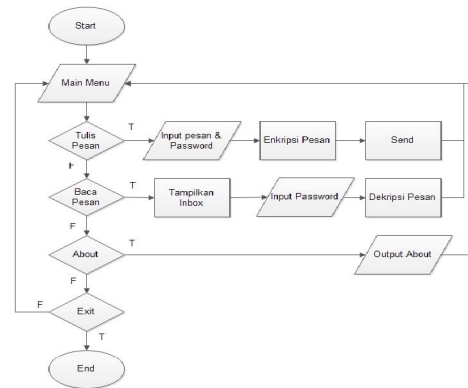 Start
Main Menu
Tulis
Pesan
T
Input pesan &
Password
Enkripsi Pesan
Send
F
Baca
Pesan
T
Tampilkan
Inbox
Input Password
Dekripsi Pesan
F
About
T
Output About
F
Exit
F
T
End